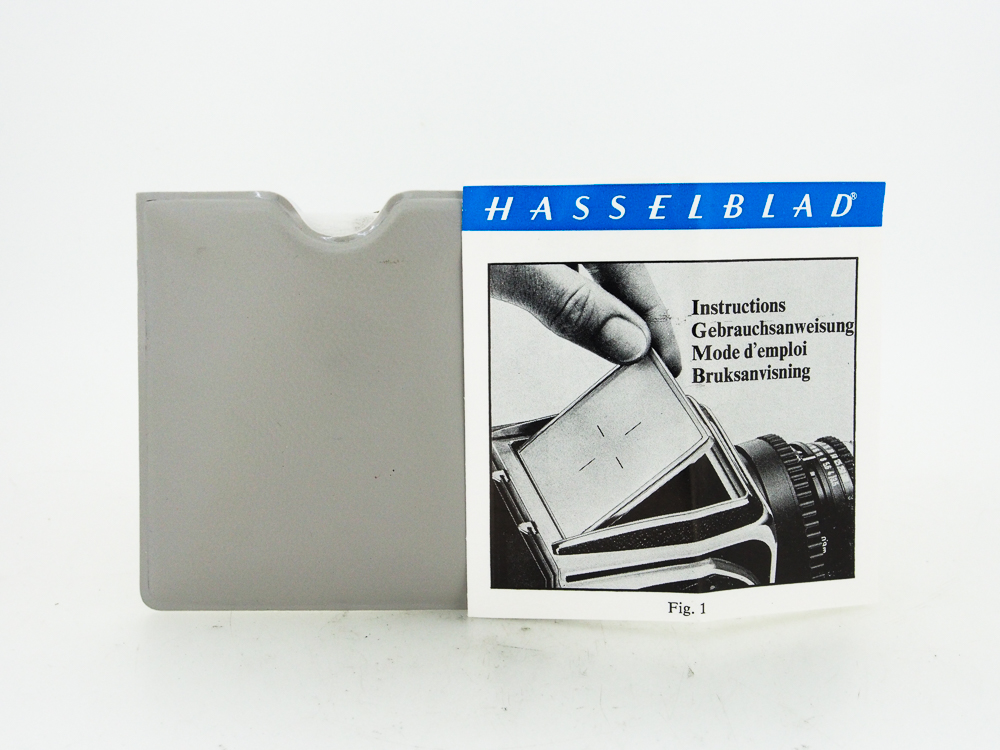 HASSELBLAD®
Instructions
Gebrauchsanweisung
Mode d'emploi
Bruksanvisning
Fig. 1